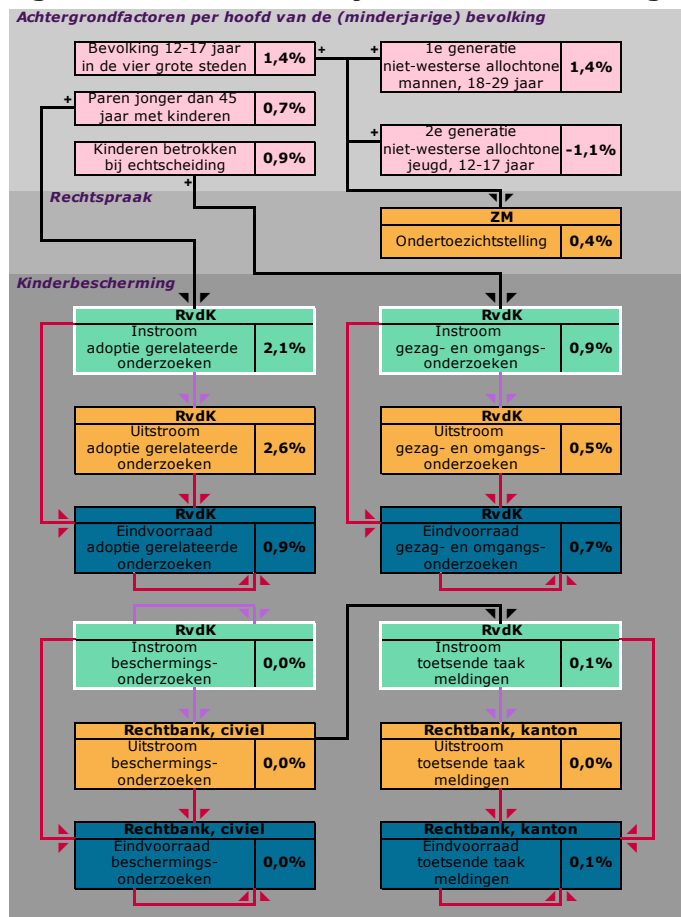 Achtergrondfactoren per hoofd van de (minderjarige) bevolking
Bevolking 12-17 jaar
in de vier grote steden
1,4%
+
+
1e generatie
niet-westerse allochtone
mannen, 18-29 jaar
1,4%
+
Paren jonger dan 45
jaar met kinderen
0,7%
Kinderen betrokken
bij echtscheiding
0,9%
+
+
2e generatie
niet-westerse allochtone
jeugd, 12-17 jaar
-1,1%
Rechtspraak
ZM
Ondertoezichtstelling
0,4%
Kinderbescherming
RvdK
Instroom
adoptie gerelateerde
onderzoeken
2,1%
RvdK
Instroom
gezag- en omgangs-
onderzoeken
0,9%
RvdK
Uitstroom
adoptie gerelateerde
onderzoeken
2,6%
RvdK
Uitstroom
gezag- en omgangs-
onderzoeken
0,5%
RvdK
Eindvoorraad
adoptie gerelateerde
onderzoeken
0,9%
RvdK
Eindvoorraad
gezag- en omgangs-
onderzoeken
0,7%
RvdK
Instroom
beschermings-
onderzoeken
0,0%
RvdK
Instroom
toetsende taak
meldingen
0,1%
Rechtbank, civiel
Uitstroom
beschermings-
onderzoeken
0,0%
Rechtbank, kanton
Uitstroom
toetsende taak
meldingen
0,0%
Rechtbank, civiel
Eindvoorraad
beschermings-
onderzoeken
0,0%
Rechtbank, kanton
Eindvoorraad
toetsende taak
meldingen
0,1%